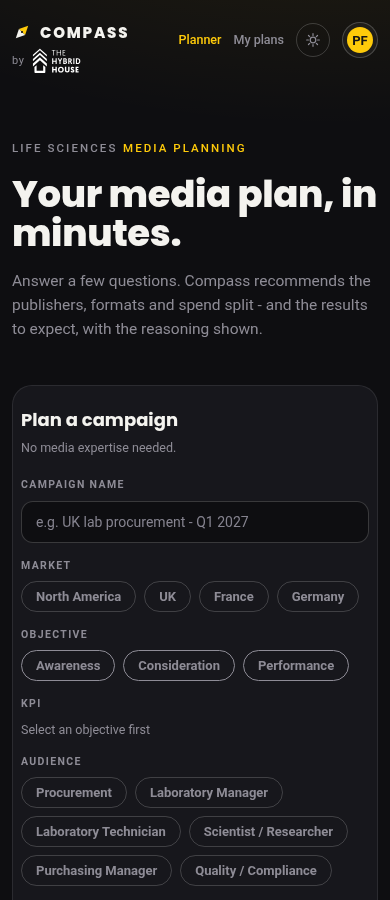 COMPASS
by THE HYBRID HOUSE
Planner My plans PF
LIFE SCIENCES MEDIA PLANNING
Your media plan, in
minutes.
Answer a few questions. Compass recommends the
publishers, formats and spend split - and the results
to expect, with the reasoning shown.
Plan a campaign
No media expertise needed.
CAMPAIGN NAME
e.g. UK lab procurement - Q1 2027
MARKET
North America UK France Germany
OBJECTIVE
Awareness Consideration Performance
KPI
Select an objective first
AUDIENCE
Procurement Laboratory Manager
Laboratory Technician Scientist / Researcher
Purchasing Manager Quality / Compliance